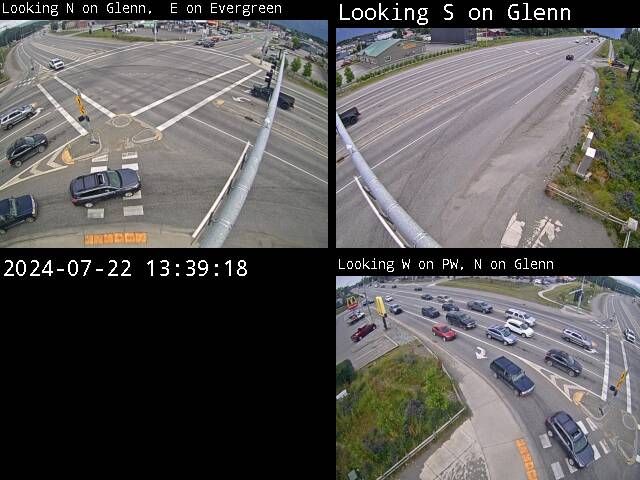 Looking N on Glenn, E on Evergreen
Looking S on Glenn
2024-07-22 13:39:18
Looking W on PW, N on Glenn